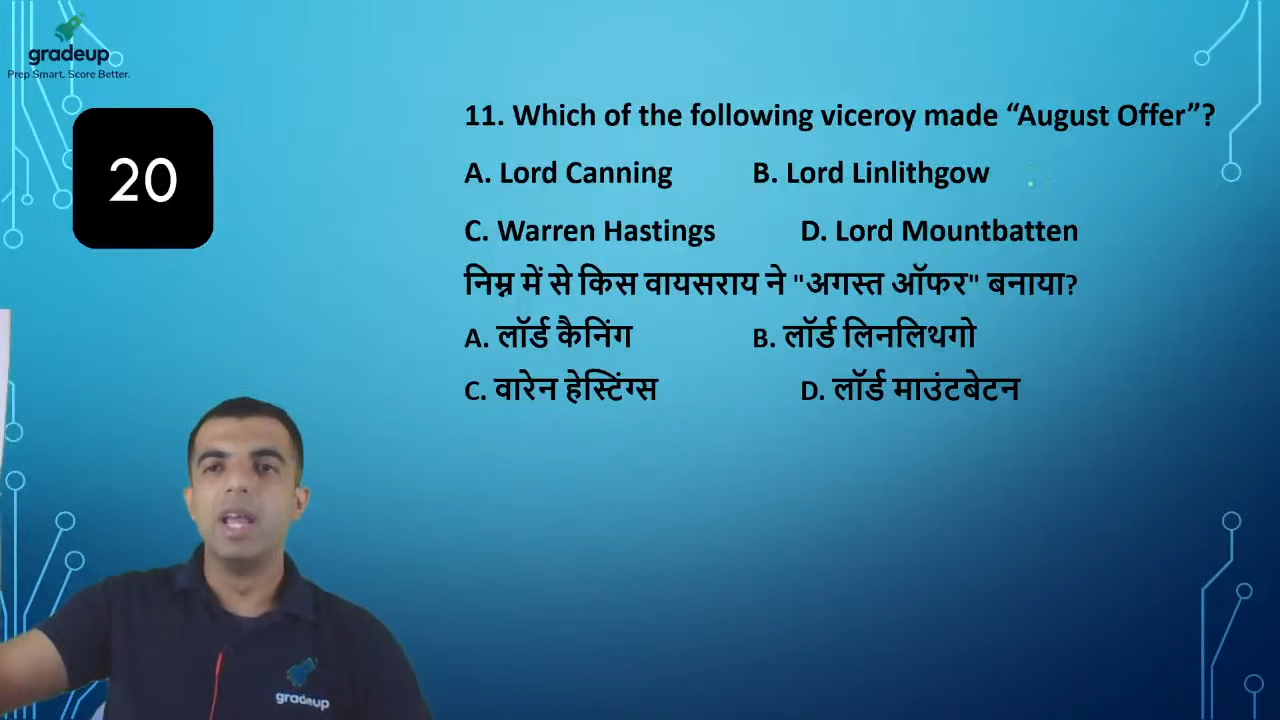 gradeup
Prep Smart. Score Better.
20
11. Which of the following viceroy made “August Offer”?
A. Lord Canning B. Lord Linlithgow
C. Warren Hastings D. Lord Mountbatten
निम्न में से किस वायसराय ने "अगस्त ऑफर" बनाया?
A. लॉर्ड कैनिंग B. लॉर्ड लिनलिथगो
C. वारेन हेस्टिंग्स D. लॉर्ड माउंटबेटन
gradeup